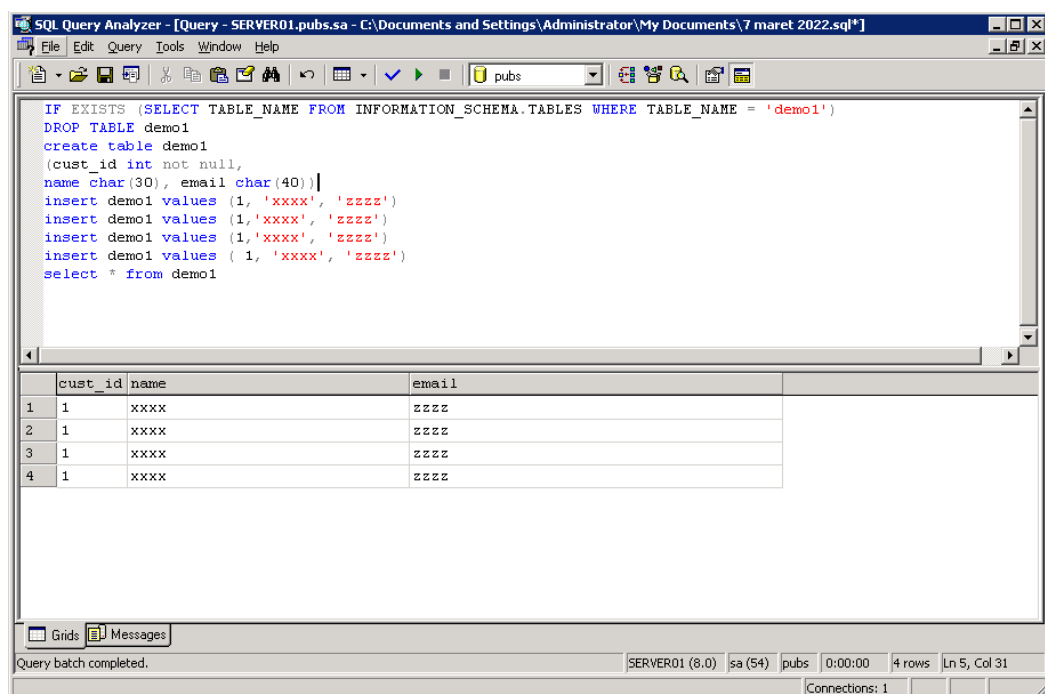 SQL Query Analyzer - [Query - SERVER01.pubs.sa - C:\Documents and Settings\Administrator\My Documents\7 maret 2022.sql*]
File Edit Query Tools Window Help
pubs
IF EXISTS (SELECT TABLE_NAME FROM INFORMATION_SCHEMA.TABLES WHERE TABLE_NAME = 'demo1')
DROP TABLE demo1
create table demo1
(cust_id int not null,
name char(30), email char(40))
insert demo1 values (1, 'xxxx', 'zzzz')
insert demo1 values (1,'xxxx', 'zzzz')
insert demo1 values (1,'xxxx', 'zzzz')
insert demo1 values ( 1, 'xxxx', 'zzzz')
select * from demo1
cust_id name email
1 1 xxxx zzzz
2 1 xxxx zzzz
3 1 xxxx zzzz
4 1 xxxx zzzz
Grids Messages
Query batch completed. SERVER01 (8.0) sa (54) pubs 0:00:00 4 rows Ln 5, Col 31
Connections: 1